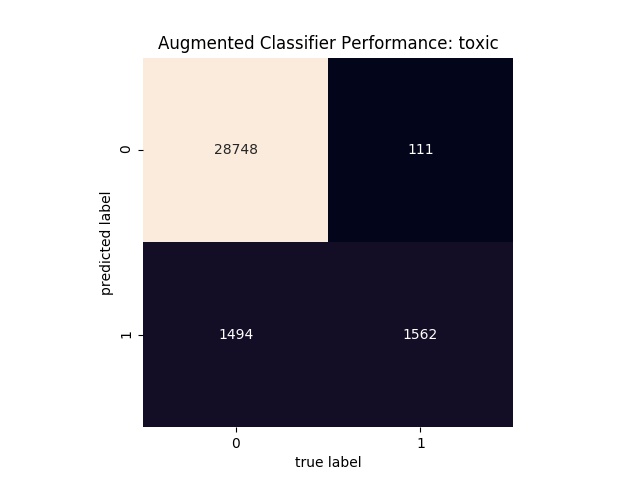 Augmented Classifier Performance: toxic
predicted label
0
28748
111
1
1494
1562
0
1
true label